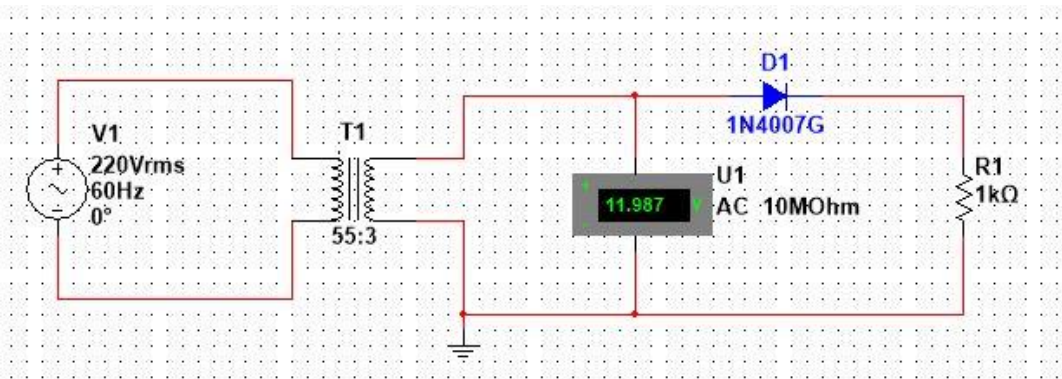 D1
1N4007G
V1
220Vrms
60Hz
0°
T1
55:3
U1
11.987 V
AC 10MOhm
R1
1kΩ